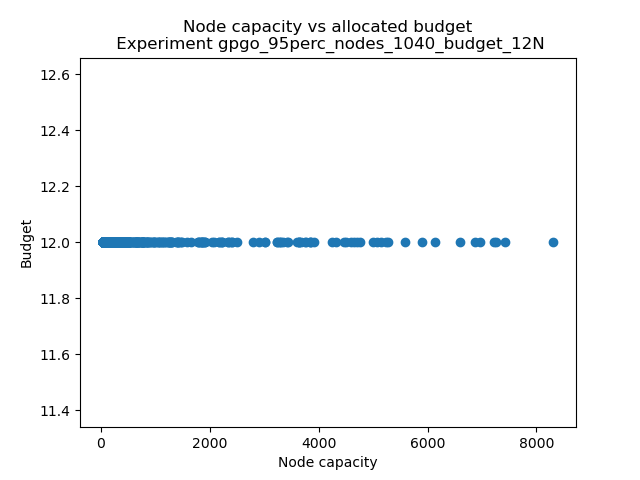 Node capacity vs allocated budget
Experiment gpgo_95perc_nodes_1040_budget_12N
12.6
12.4
12.2
12.0
11.8
11.6
11.4
Budget
0 2000 4000 6000 8000
Node capacity